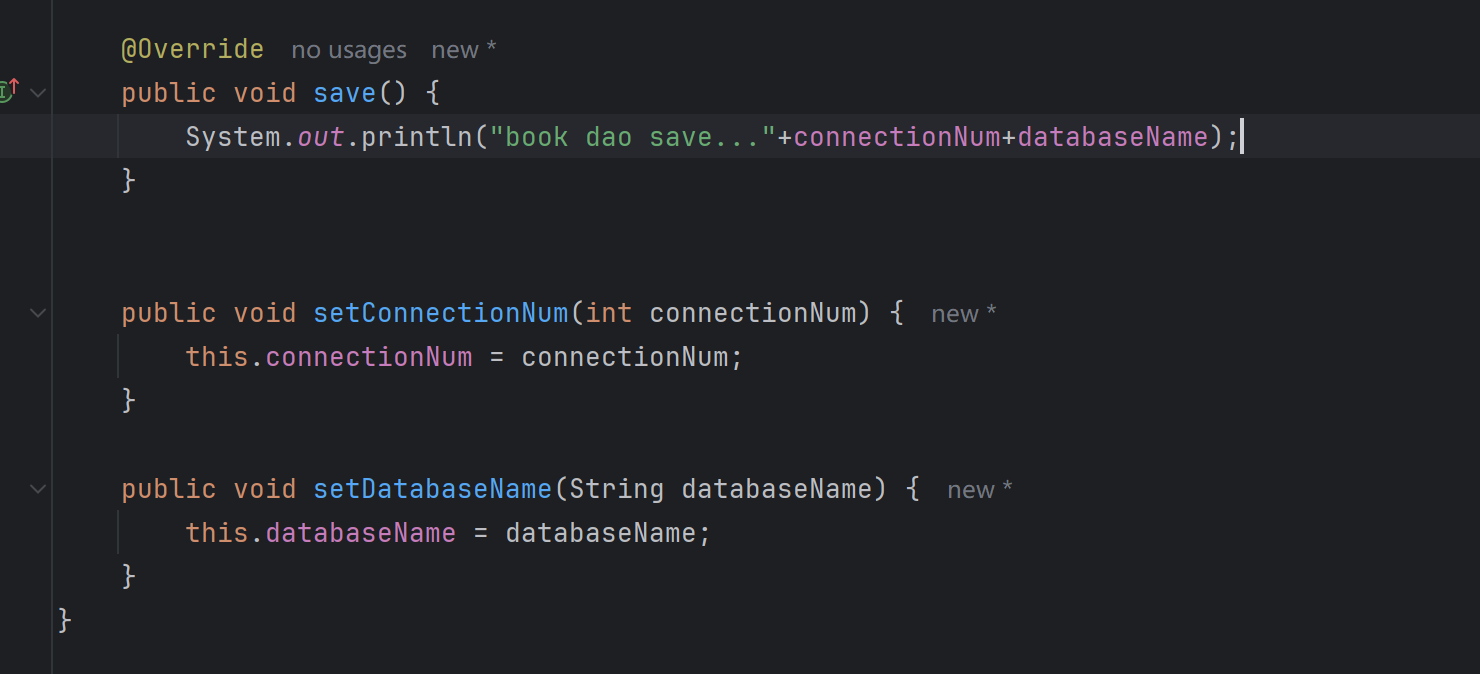 @Override no usages new *
public void save() {
System.out.println("book dao save..."+connectionNum+databaseName);
}
public void setConnectionNum(int connectionNum) { new *
this.connectionNum = connectionNum;
}
public void setDatabaseName(String databaseName) { new *
this.databaseName = databaseName;
}
}